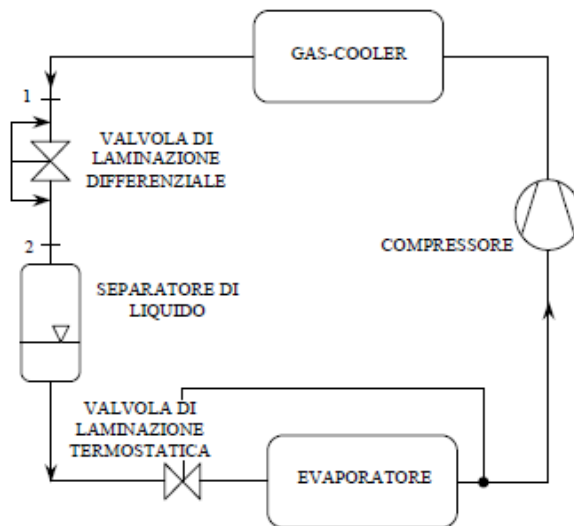 GAS-COOLER
1
VALVOLA DI
LAMINAZIONE
DIFFERENZIALE
2
COMPRESSORE
SEPARATORE DI
LIQUIDO
VALVOLA DI
LAMINAZIONE
TERMOSTATICA
EVAPORATORE